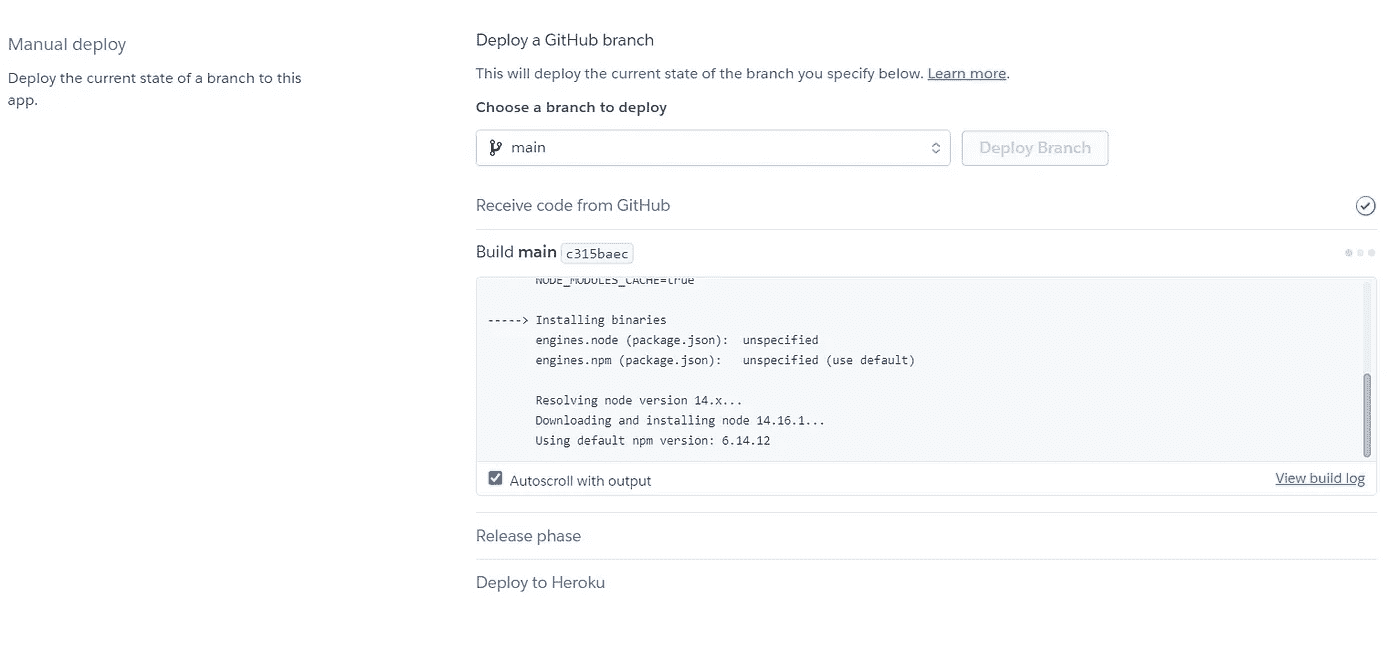 Manual deploy
Deploy the current state of a branch to this
app.
Deploy a GitHub branch
This will deploy the current state of the branch you specify below. Learn more.
Choose a branch to deploy
main
Deploy Branch
Receive code from GitHub
Build main c315baec
NODE_MODULES_CACHE=true
-----> Installing binaries
engines.node (package.json):  unspecified
engines.npm (package.json):   unspecified (use default)
Resolving node version 14.x...
Downloading and installing node 14.16.1...
Using default npm version: 6.14.12
Autoscroll with output
View build log
Release phase
Deploy to Heroku